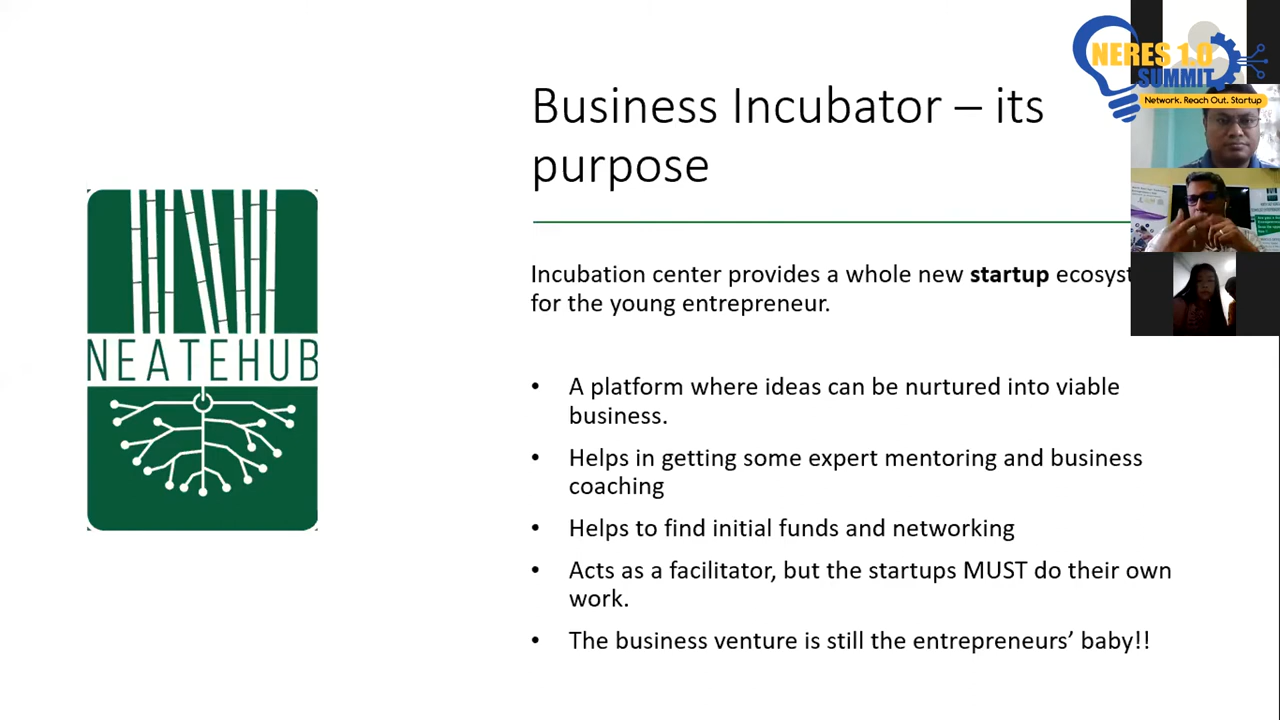 NERES 1.0
SUMMIT
Network. Reach Out. Startup
Business Incubator – its
purpose
NEATEHUB
Incubation center provides a whole new startup
for the young entrepreneur.
• A platform where ideas can be nurtured into viable
business.
• Helps in getting some expert mentoring and business
coaching
• Helps to find initial funds and networking
• Acts as a facilitator, but the startups MUST do their own
work.
• The business venture is still the entrepreneurs’ baby!!